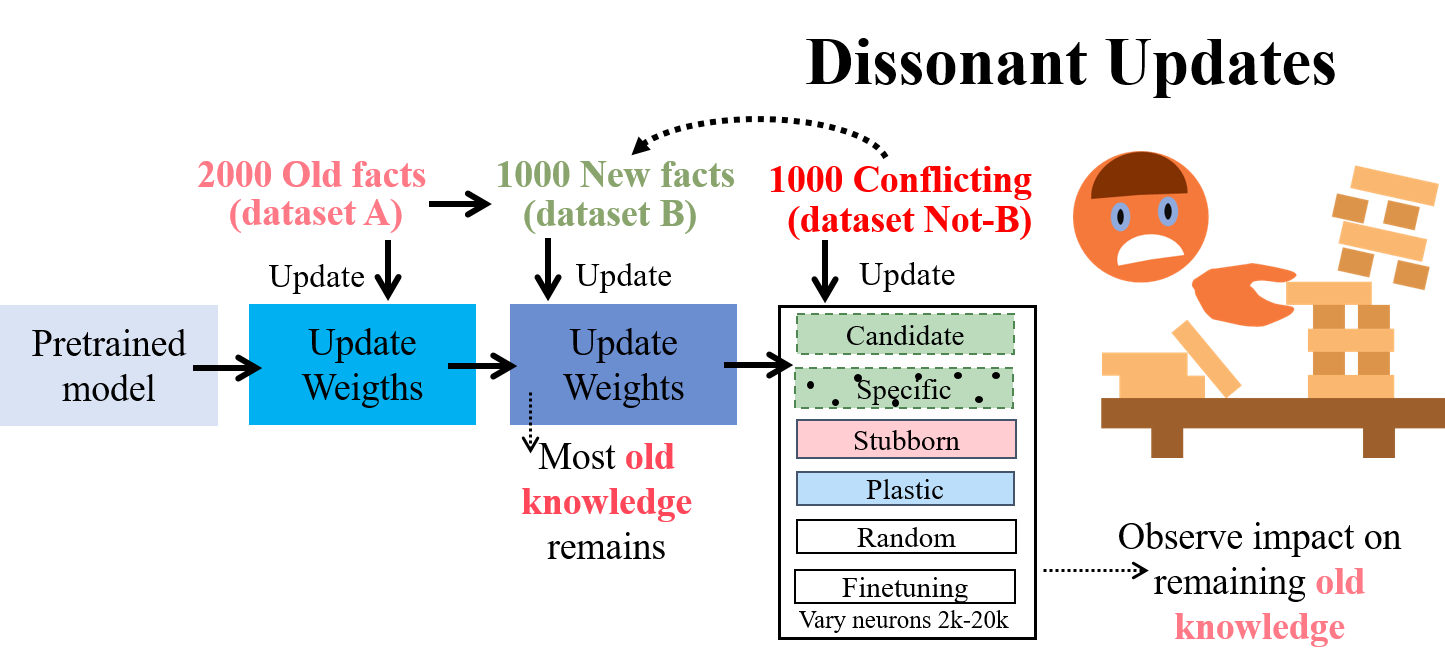 Dissonant Updates
2000 Old facts
(dataset A)
1000 New facts
(dataset B)
1000 Conflicting
(dataset Not-B)
Update
Update
Update
Pretrained
model
Update
Weigths
Update
Weights
Candidate
Specific
Stubborn
Plastic
Random
Finetuning
Vary neurons 2k-20k
Most old
knowledge
remains
Observe impact on
remaining old
knowledge